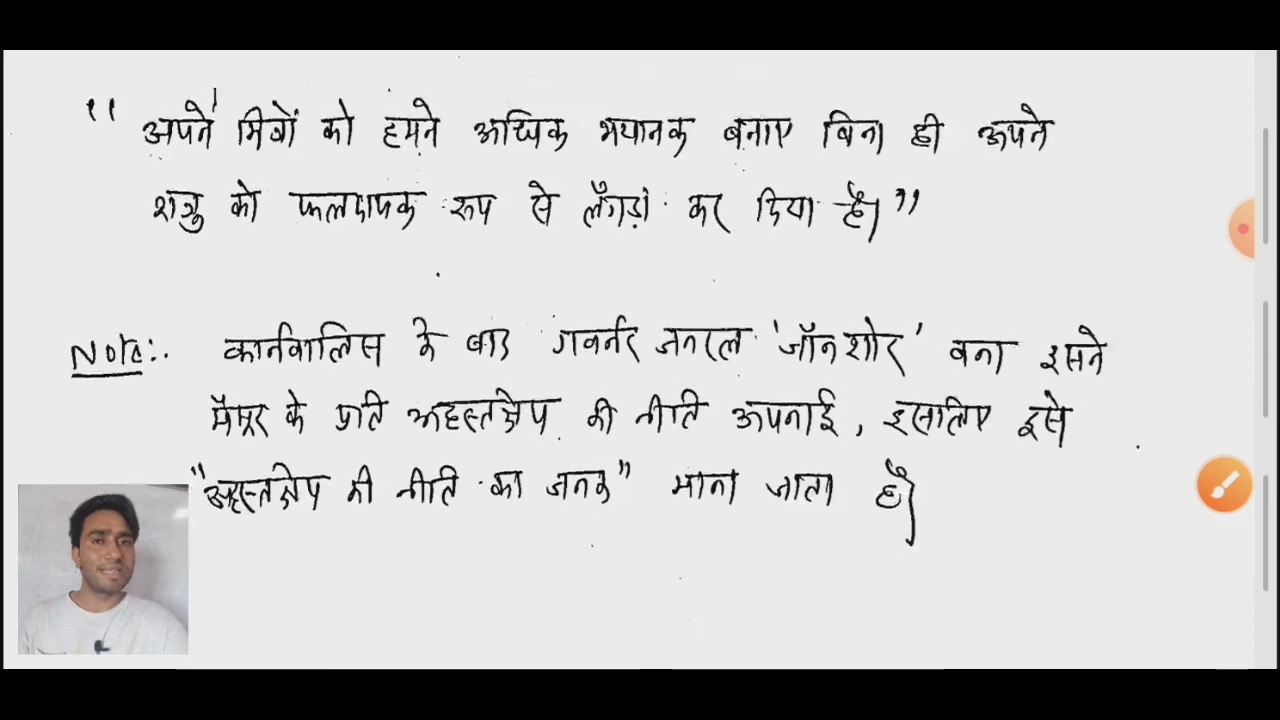 “ अपने मित्रों को हमने अधिक भयानक बनाए बिना ही अपने
शत्रु को फलदायक रूप से लँगड़ा कर दिया है। ”
Note:. कार्नवालिस के बाद गवर्नर जनरल 'जॉन शोर' बना इसने
मैसूर के प्रति अहस्तक्षेप की नीति अपनाई, इसलिए इसे
“अहस्तक्षेप की नीति का जनक” माना जाता है।